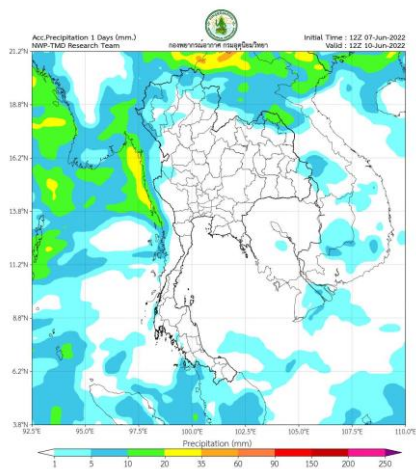 Acc.Precipitation 1 Days (mm.)
Initial Time : 12Z 07-Jun-2022
NWP-TMD Research Team
กองพยากรณ์อากาศ กรมอุตุนิยมวิทยา
Valid : 12Z 10-Jun-2022
21.2°N
18.8°N
16.2°N
13.8°N
11.2°N
8.8°N
6.2°N
3.8°N
92.5°E 95.0°E 97.5°E 100.0°E 102.5°E 105.0°E 107.5°E 110.0°E
Precipitation (mm)
1 5 10 20 35 60 90 150 200 250